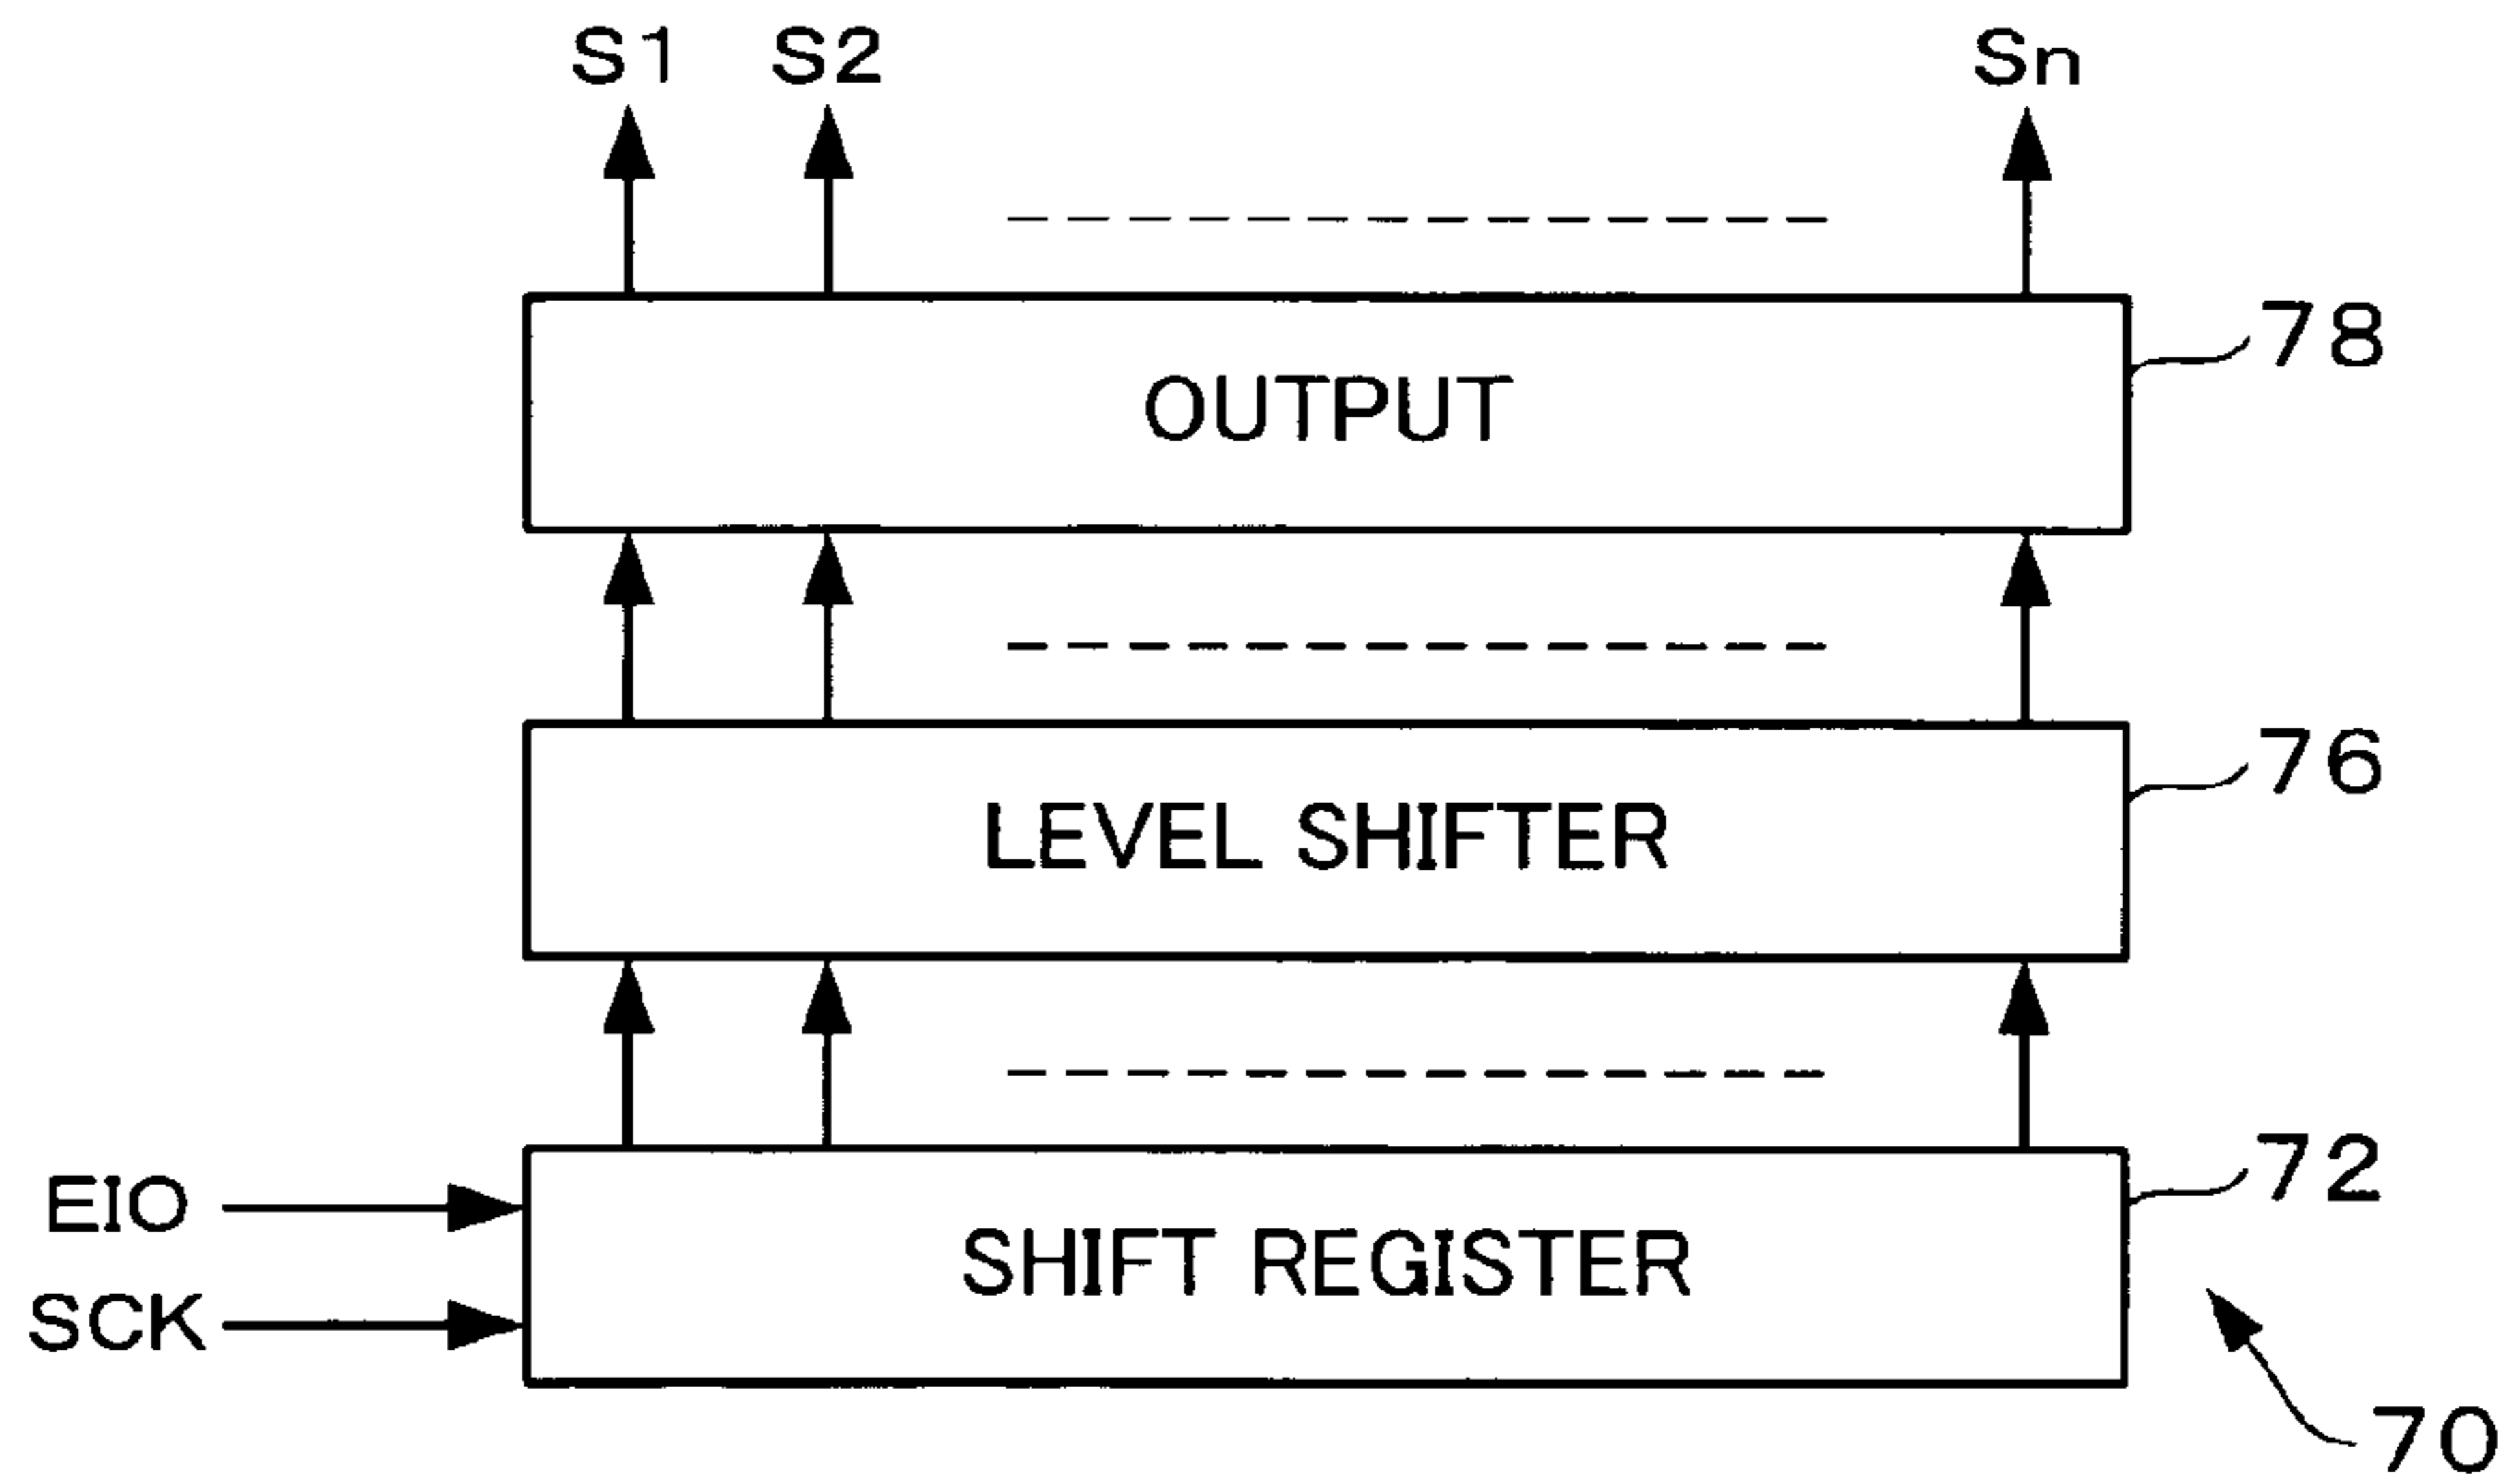 S1 S2 Sn
OUTPUT
78
LEVEL SHIFTER
76
SHIFT REGISTER
72
EIO
SCK
70